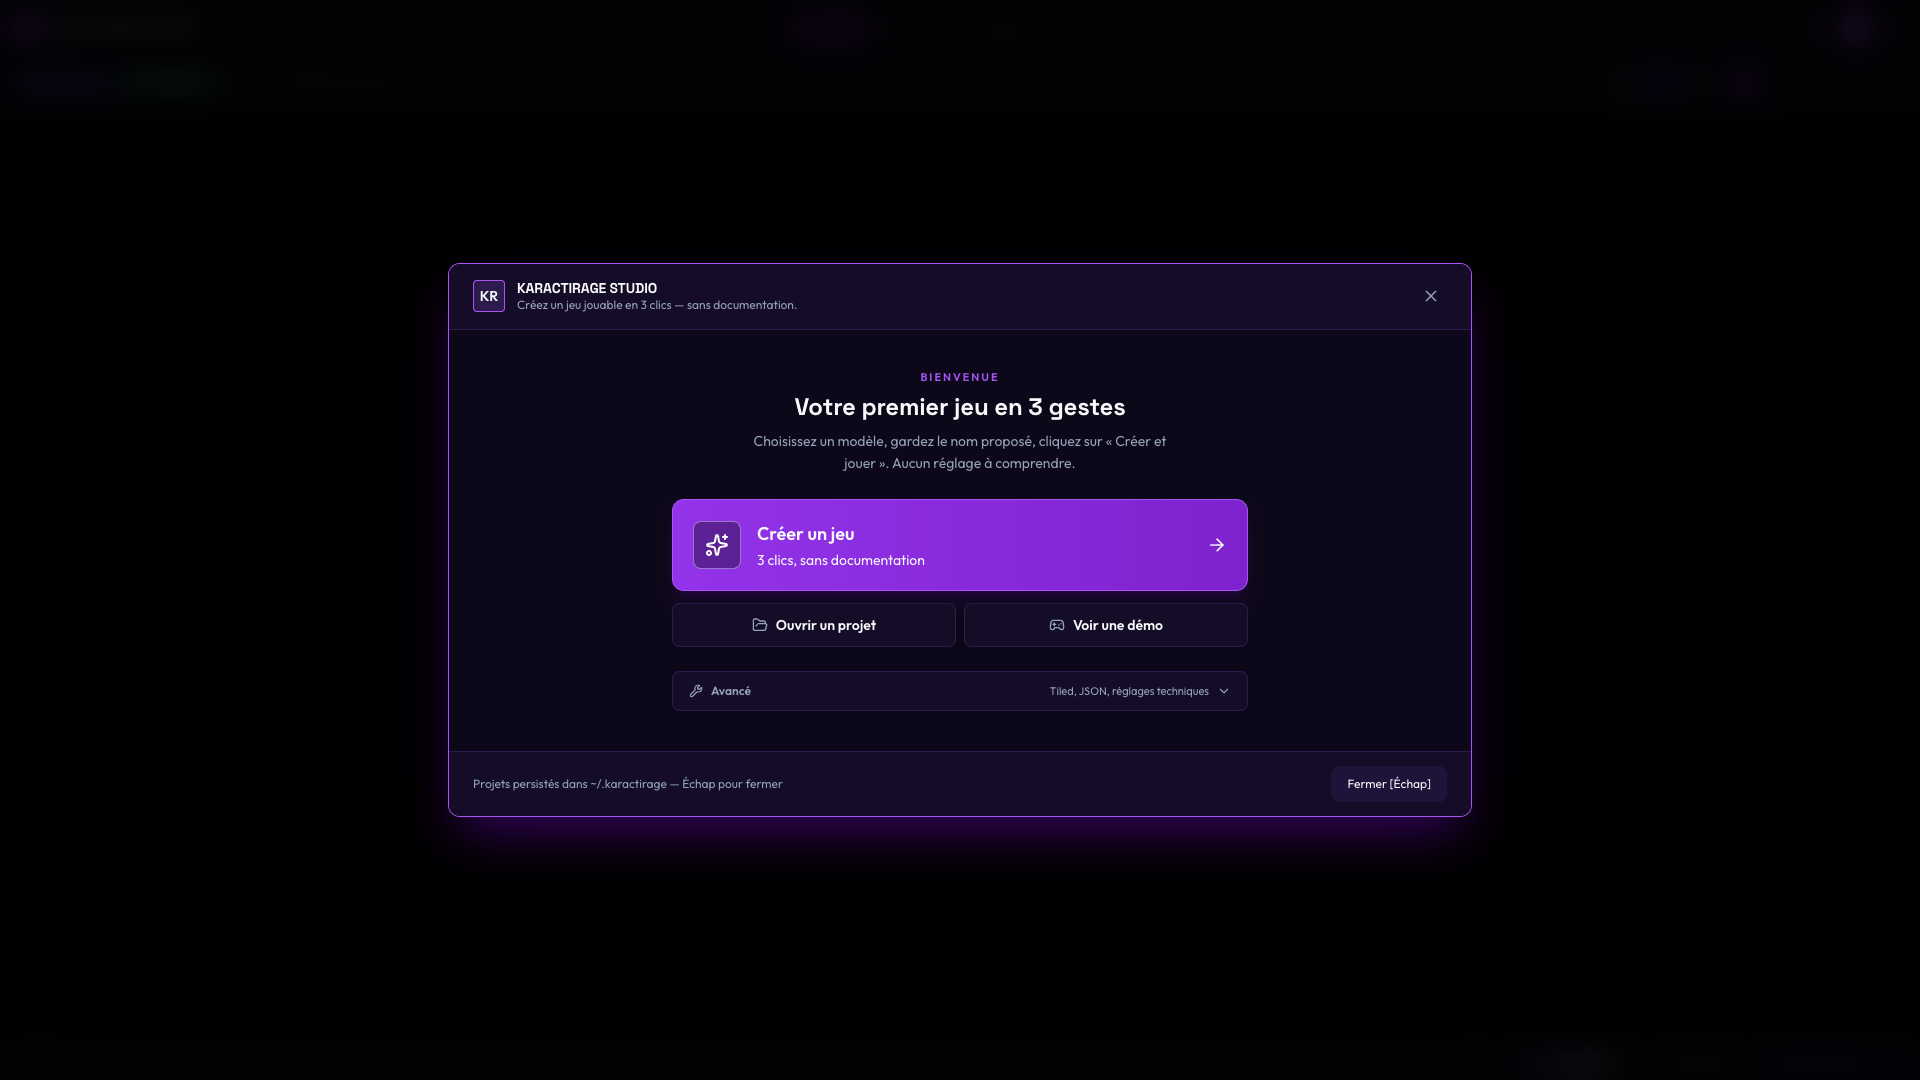 KR
KARACTIRAGE STUDIO
Créez un jeu jouable en 3 clics — sans documentation.
BIENVENUE
Votre premier jeu en 3 gestes
Choisissez un modèle, gardez le nom proposé, cliquez sur « Créer et
jouer ». Aucun réglage à comprendre.
Créer un jeu
3 clics, sans documentation
Ouvrir un projet
Voir une démo
Avancé
Tiled, JSON, réglages techniques
Projets persistés dans ~/.karactirage — Échap pour fermer
Fermer [Échap]